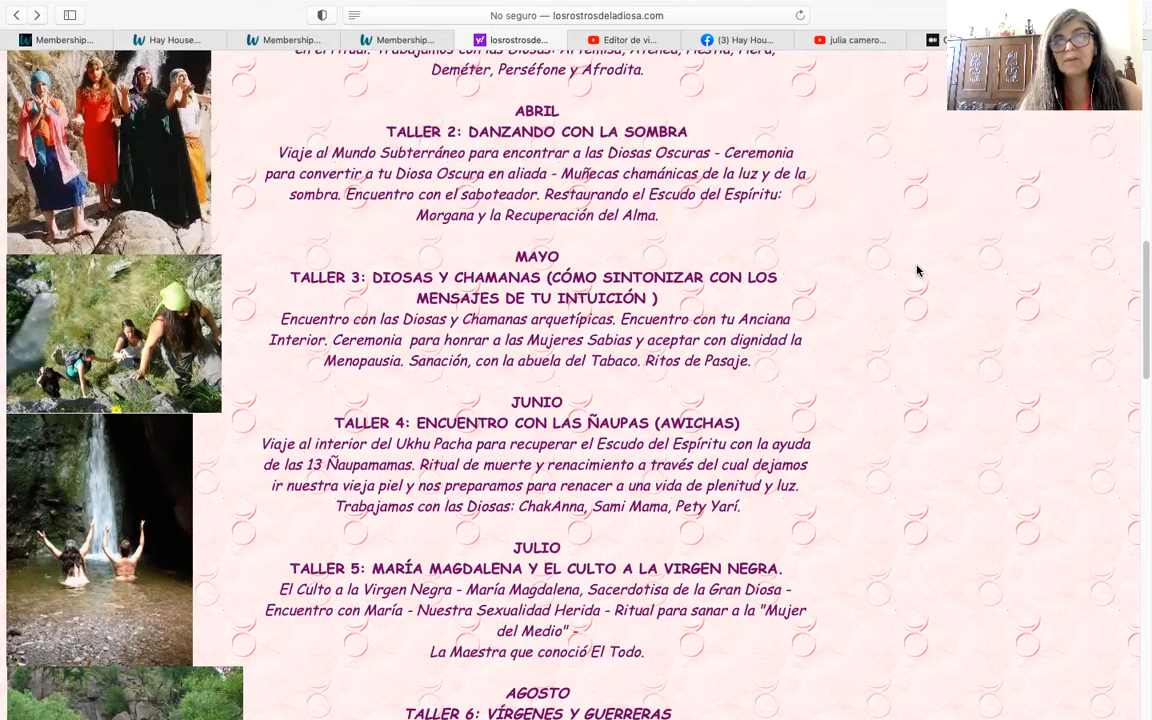 No seguro — losrostrosdeladiosa.com
Membership...
Hay House...
Membership...
Membership...
losrostrosde...
Editor de vi...
(3) Hay Hou...
julia camero...
en el ritual. Trabajamos con las Diosas: Artemisa, Atenea, Hestia, Hera,
Deméter, Perséfone y Afrodita.
ABRIL
TALLER 2: DANZANDO CON LA SOMBRA
Viaje al Mundo Subterráneo para encontrar a las Diosas Oscuras - Ceremonia
para convertir a tu Diosa Oscura en aliada - Muñecas chamánicas de la luz y de la
sombra. Encuentro con el saboteador. Restaurando el Escudo del Espíritu:
Morgana y la Recuperación del Alma.
MAYO
TALLER 3: DIOSAS Y CHAMANAS (CÓMO SINTONIZAR CON LOS
MENSAJES DE TU INTUICIÓN )
Encuentro con las Diosas y Chamanas arquetípicas. Encuentro con tu Anciana
Interior. Ceremonia para honrar a las Mujeres Sabias y aceptar con dignidad la
Menopausia. Sanación, con la abuela del Tabaco. Ritos de Pasaje.
JUNIO
TALLER 4: ENCUENTRO CON LAS ÑAUPAS (AWICHAS)
Viaje al interior del Ukhu Pacha para recuperar el Escudo del Espíritu con la ayuda
de las 13 Ñaupamamas. Ritual de muerte y renacimiento a través del cual dejamos
ir nuestra vieja piel y nos preparamos para renacer a una vida de plenitud y luz.
Trabajamos con las Diosas: ChakAnna, Sami Mama, Pety Yarí.
JULIO
TALLER 5: MARÍA MAGDALENA Y EL CULTO A LA VIRGEN NEGRA.
El Culto a la Virgen Negra - María Magdalena, Sacerdotisa de la Gran Diosa -
Encuentro con María - Nuestra Sexualidad Herida - Ritual para sanar a la "Mujer
del Medio" -
La Maestra que conoció El Todo.
AGOSTO
TALLER 6: VÍRGENES Y GUERRERAS